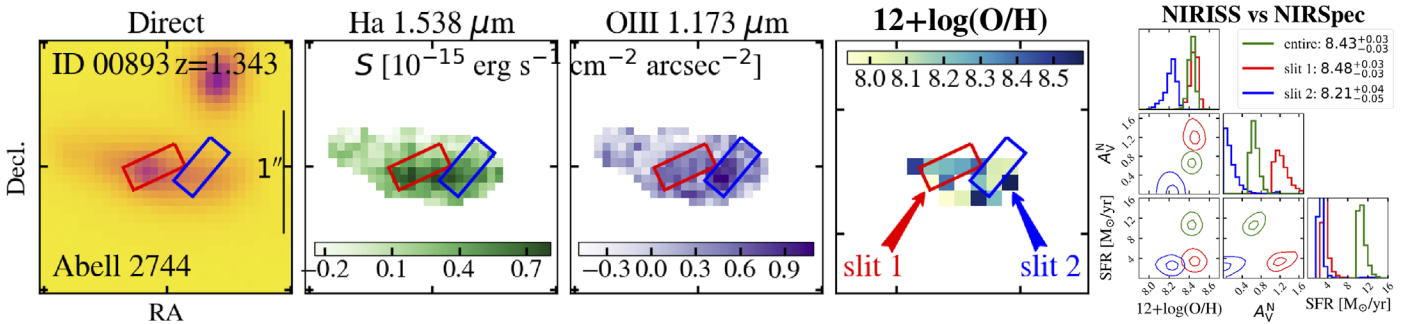 Direct
Ha 1.538 μm
OIII 1.173 μm
12+log(O/H)
NIRISS vs NIRSpec
ID 00893 z=1.343
S [10⁻¹⁵ erg s⁻¹ cm⁻² arcsec⁻²]
8.0 8.1 8.2 8.3 8.4 8.5
entire: 8.43+0.03−0.03
slit 1: 8.48+0.03−0.03
slit 2: 8.21+0.04−0.05
Decl.
1″
Abell 2744
RA
−0.2 0.1 0.4 0.7
−0.3 0.0 0.3 0.6 0.9
slit 1
slit 2
A_V^N
1.6
1.2
0.8
0.4
SFR [M⊙/yr]
16
12
8
4
7.8 8.0 8.2 8.4 8.6
0.4 0.8 1.2 1.6
4 8 12 14 16
12+log(O/H)
A_V^N
SFR [M⊙/yr]